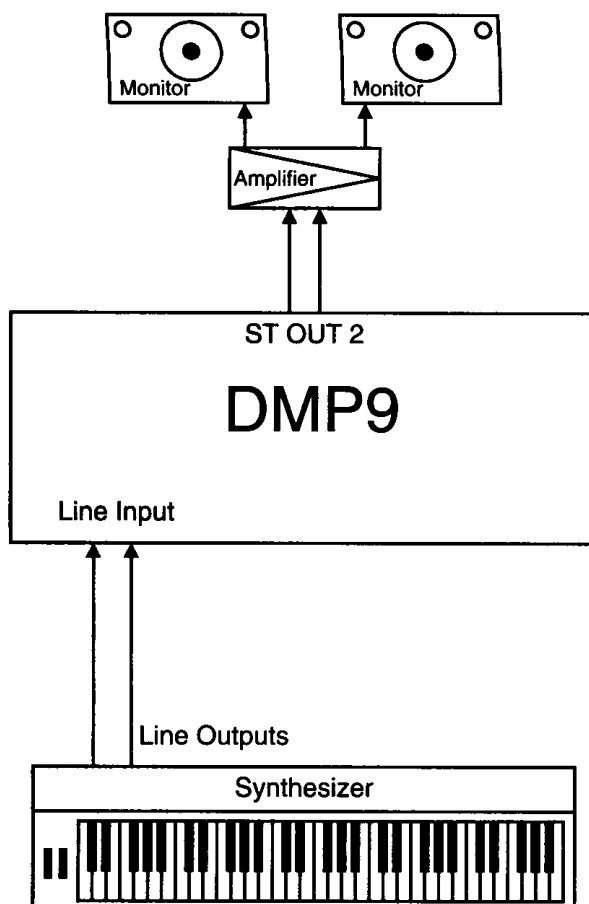 Monitor
Monitor
Amplifier
ST OUT 2
DMP9
Line Input
Line Outputs
Synthesizer